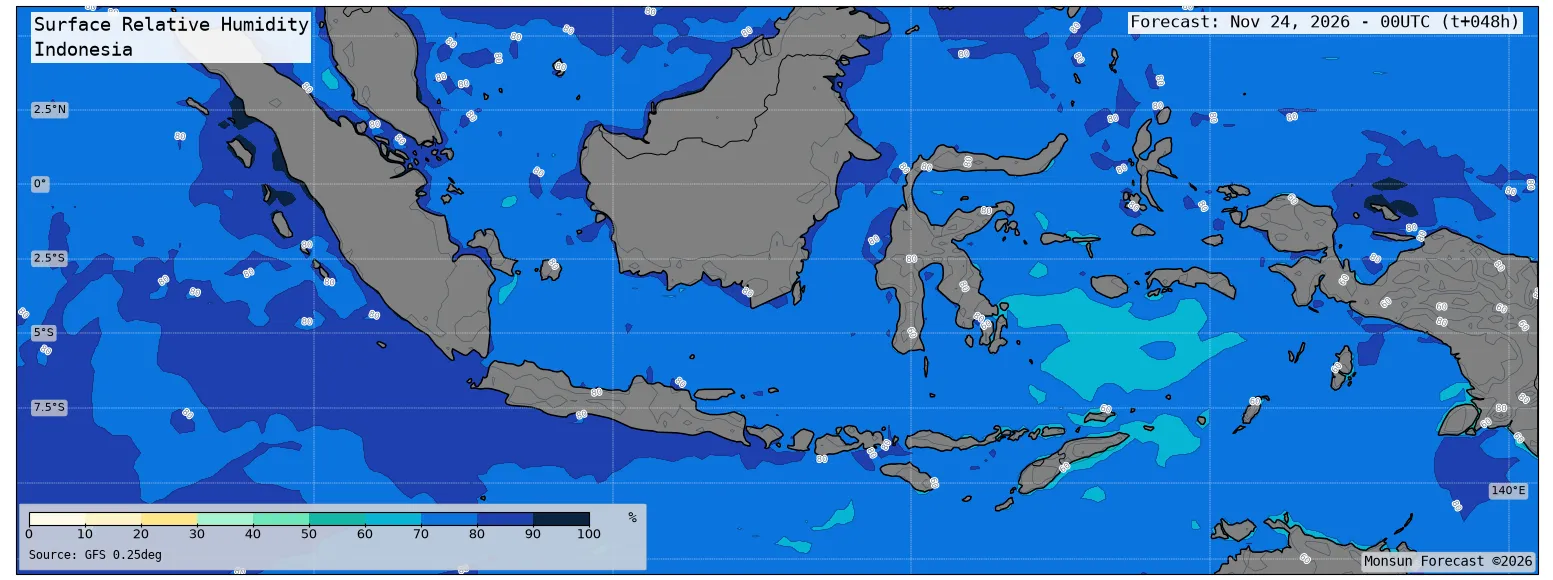 Surface Relative Humidity
Indonesia
Forecast: Nov 24, 2026 - 00UTC (t+048h)
2.5°N
0°
2.5°S
5°S
7.5°S
140°E
0 10 20 30 40 50 60 70 80 90 100
%
Source: GFS 0.25deg
Monsun Forecast ©2026